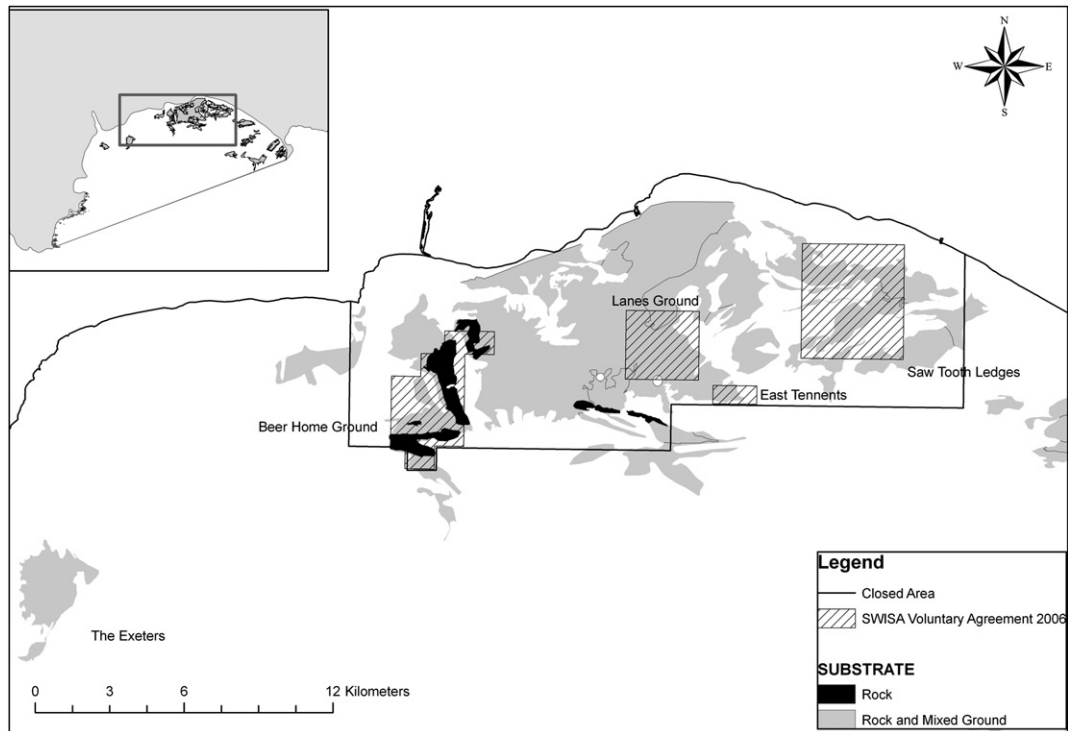 N
W E
S
Lanes Ground
Saw Tooth Ledges
East Tennents
Beer Home Ground
The Exeters
0 3 6 12 Kilometers
Legend
Closed Area
SWISA Voluntary Agreement 2006
SUBSTRATE
Rock
Rock and Mixed Ground